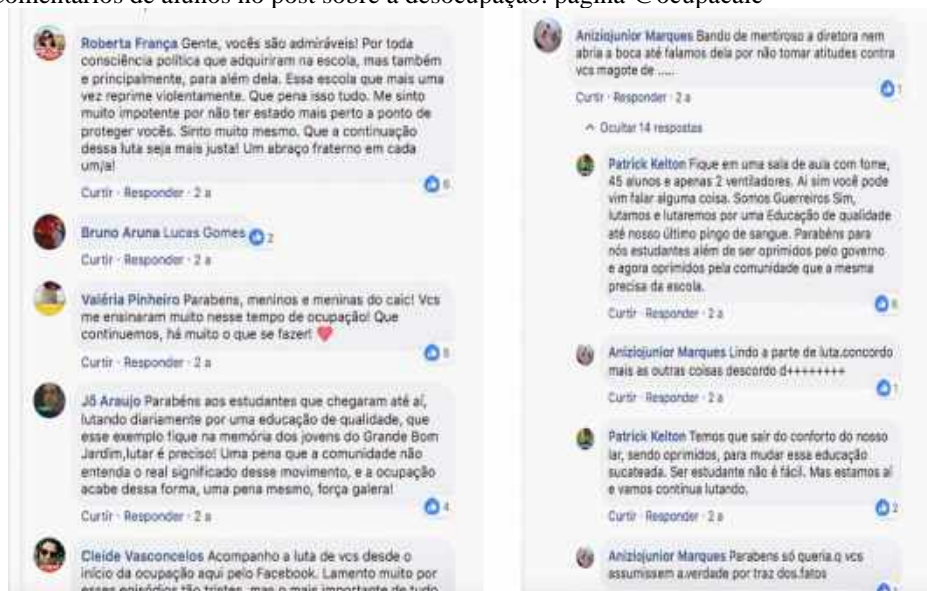 comentários de alunos no post sobre a desocupação. página @ocupacaic
Roberta França Gente, vocês são admiráveis! Por toda
consciência política que adquiriram na escola, mas também
e principalmente, para além dela. Essa escola que mais uma
vez reprime violentamente. Que pena isso tudo. Me sinto
muito impotente por não ter estado mais perto a ponto de
proteger vocês. Sinto muito mesmo. Que a continuação
dessa luta seja mais justa! Um abraço fraterno em cada
um/a!
Curtir · Responder · 2 a
6
Bruno Aruna Lucas Gomes
2
Curtir · Responder · 2 a
Valéria Pinheiro Parabens, meninos e meninas do caic! Vcs
me ensinaram muito nesse tempo de ocupação! Que
continuemos, há muito o que se fazer!
Curtir · Responder · 2 a
Jô Araujo Parabéns aos estudantes que chegaram até aí,
lutando diariamente por uma educação de qualidade, que
esse exemplo fique na memória dos jovens do Grande Bom
Jardim,lutar é preciso! Uma pena que a comunidade não
entenda o real significado desse movimento, e a ocupação
acabe dessa forma, uma pena mesmo, força galera!
Curtir · Responder · 2 a
4
Cleide Vasconcelos Acompanho a luta de vcs desde o
início da ocupação aqui pelo Facebook. Lamento muito por
esses episódios tão tristes, mas o mais importante de tudo
Aniziojunior Marques Bando de mentiroso a diretora nem
abria a boca até falamos dela por não tomar atitudes contra
vcs magote de .....
Curtir · Responder · 2 a
1
Ocultar 14 respostas
Patrick Kelton Fique em uma sala de aula com fome,
45 alunos e apenas 2 ventiladores. Ai sim você pode
vim falar alguma coisa. Somos Guerreiros Sim,
lutamos e lutaremos por uma Educação de qualidade
até nosso último pingo de sangue. Parabéns para
nós estudantes além de ser oprimidos pelo governo
e agora oprimidos pela comunidade que a mesma
precisa da escola.
Curtir · Responder · 2 a
Aniziojunior Marques Lindo a parte de luta.concordo
mais as outras coisas descordo d++++++++
Curtir · Responder · 2 a
1
Patrick Kelton Temos que sair do conforto do nosso
lar, sendo oprimidos, para mudar essa educação
sucateada. Ser estudante não é fácil. Mas estamos aí
e vamos continua lutando.
Curtir · Responder · 2 a
2
Aniziojunior Marques Parabens só queria.q vcs
assumissem a.verdade por traz dos.fatos